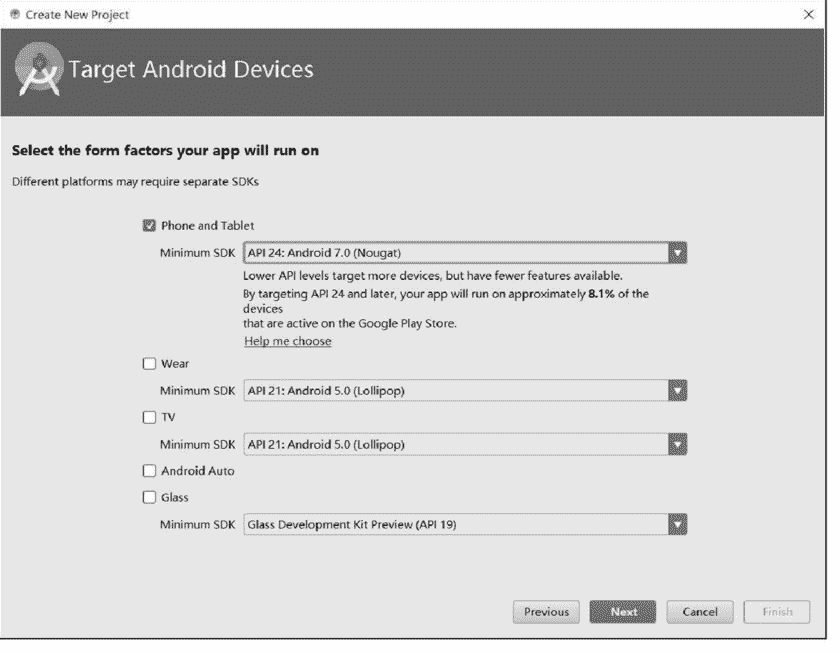 Create New Project
Target Android Devices
Select the form factors your app will run on
Different platforms may require separate SDKs
Phone and Tablet
Minimum SDK API 24: Android 7.0 (Nougat)
Lower API levels target more devices, but have fewer features available.
By targeting API 24 and later, your app will run on approximately 8.1% of the
devices
that are active on the Google Play Store.
Help me choose
Wear
Minimum SDK API 21: Android 5.0 (Lollipop)
TV
Minimum SDK API 21: Android 5.0 (Lollipop)
Android Auto
Glass
Minimum SDK Glass Development Kit Preview (API 19)
Previous Next Cancel Finish